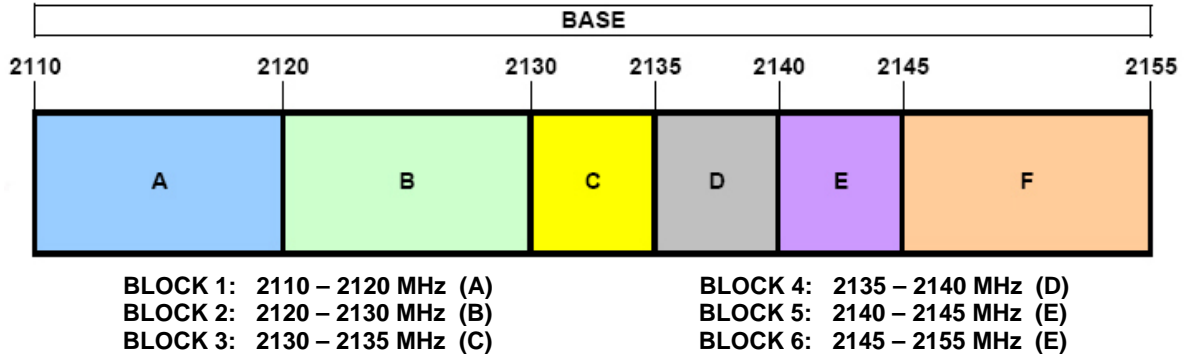 BASE
2110 2120 2130 2135 2140 2145 2155
A B C D E F
BLOCK 1: 2110 – 2120 MHz (A)
BLOCK 2: 2120 – 2130 MHz (B)
BLOCK 3: 2130 – 2135 MHz (C)
BLOCK 4: 2135 – 2140 MHz (D)
BLOCK 5: 2140 – 2145 MHz (E)
BLOCK 6: 2145 – 2155 MHz (E)